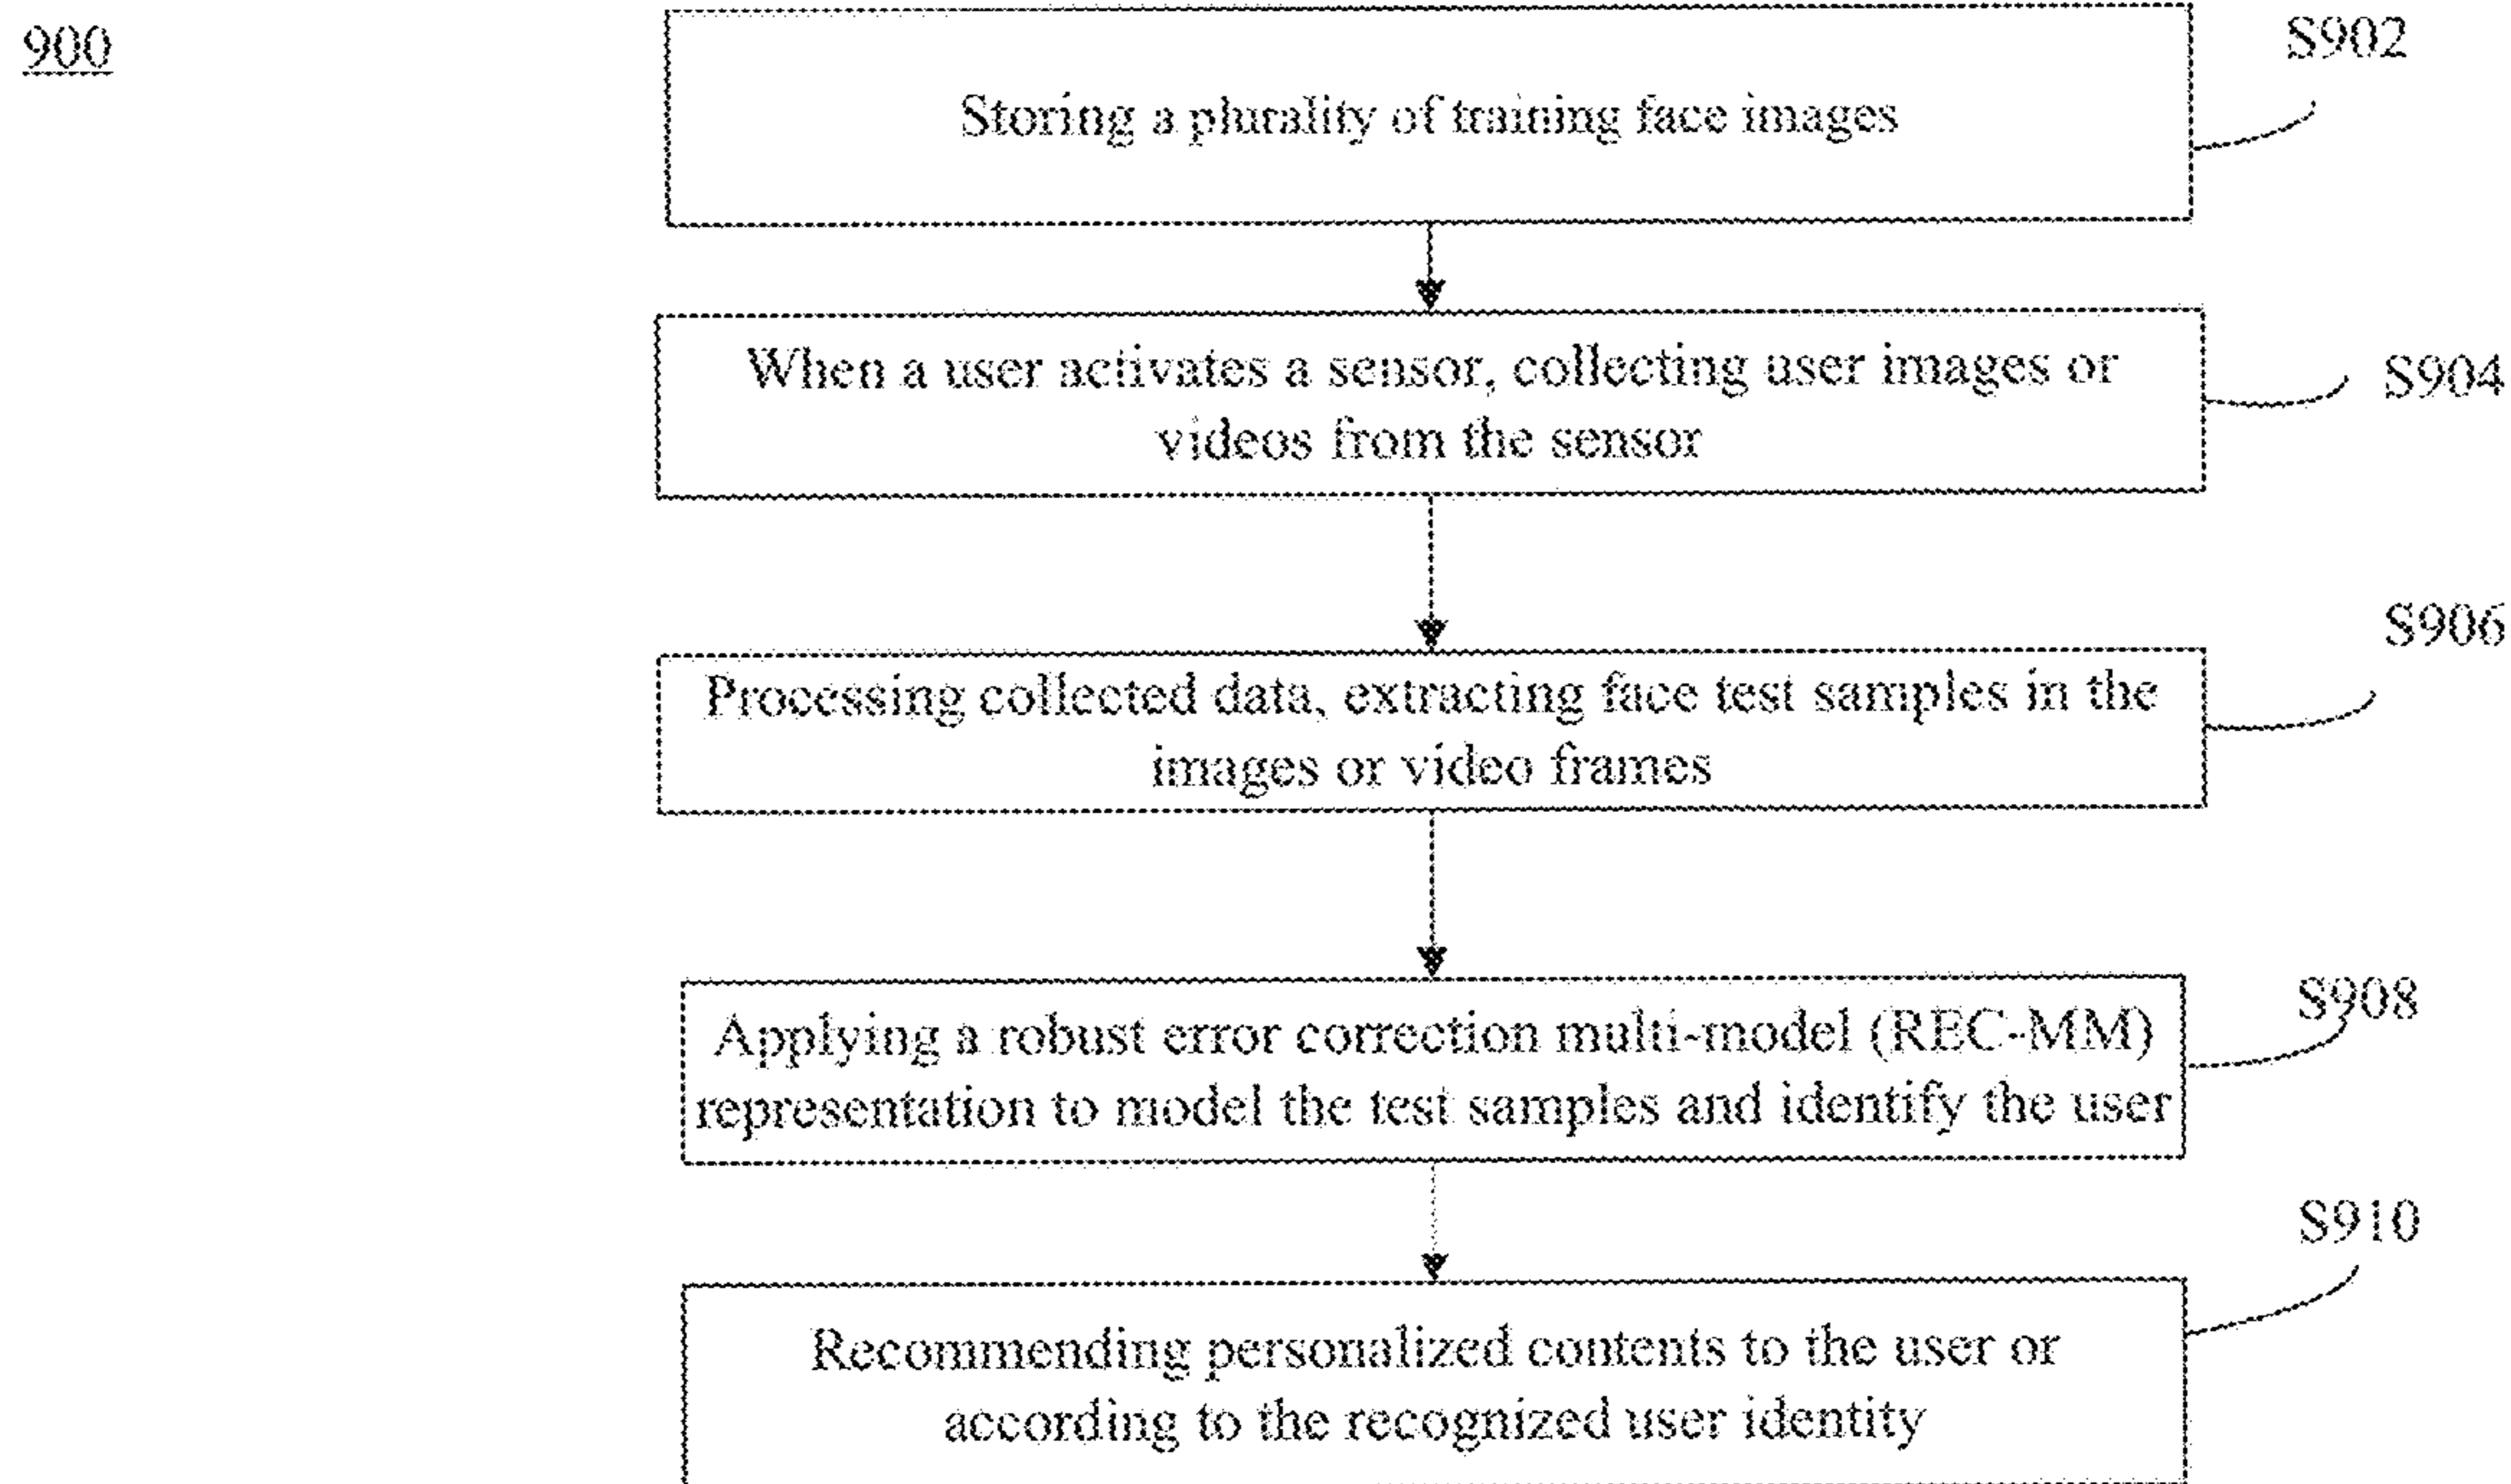 900
S902
Storing a plurality of training face images
When a user activates a sensor, collecting user images or
videos from the sensor
S904
S906
Processing collected data, extracting face test samples in the
images or video frames
S908
Applying a robust error correction multi-model (REC-MM)
representation to model the test samples and identify the user
S910
Recommending personalized contents to the user or
according to the recognized user identity